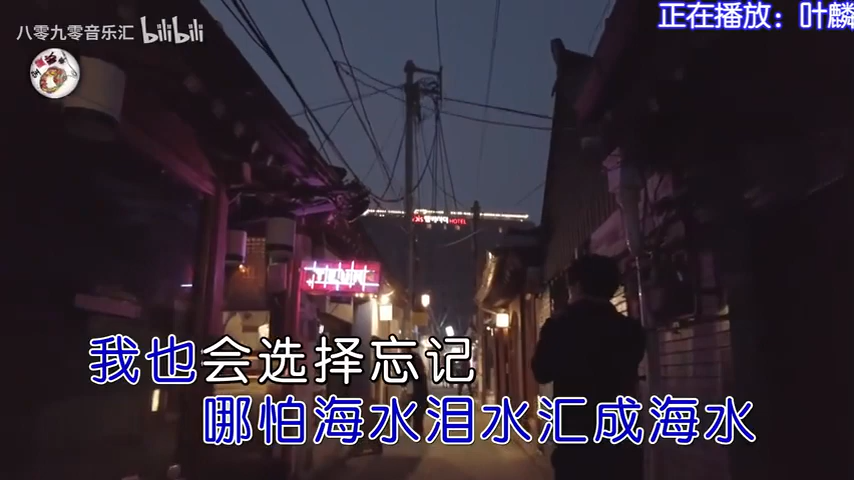 八零九零音乐汇 bilibili
正在播放：叶麟
HOTEL
我也会选择忘记
哪怕海水泪水汇成海水